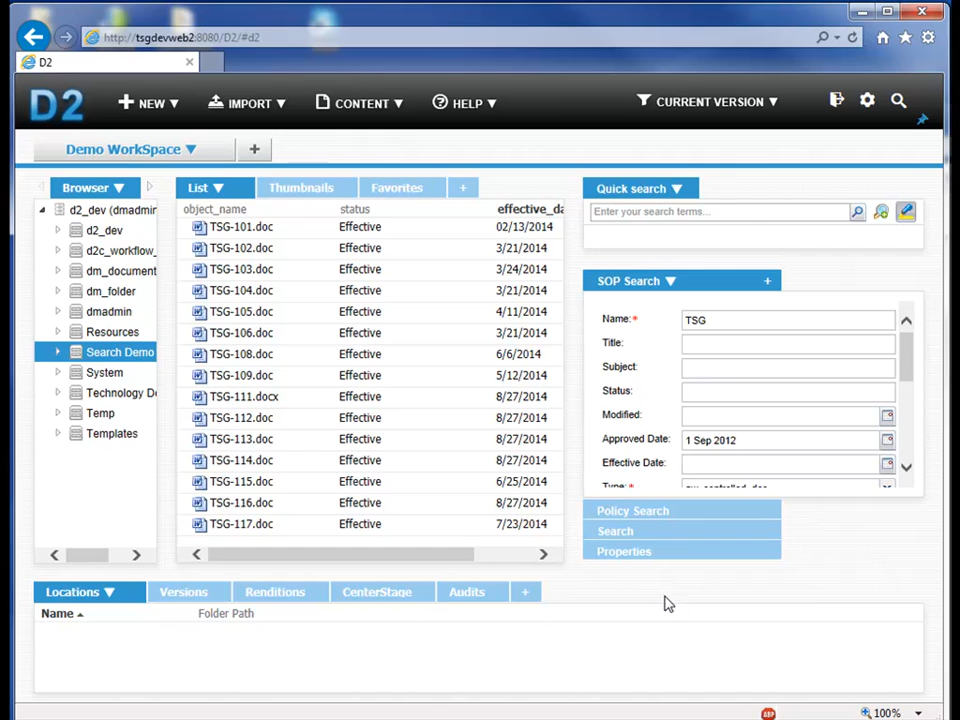 http://tsgdevweb2:8080/D2/#d2
D2
D2
NEW
IMPORT
CONTENT
HELP
CURRENT VERSION
Demo WorkSpace
+
Browser
d2_dev (dmadmin
d2_dev
d2c_workflow_
dm_document
dm_folder
dmadmin
Resources
Search Demo
System
Technology D
Temp
Templates
List
Thumbnails
Favorites
+
object_name status effective_da
TSG-101.doc Effective 02/13/2014
TSG-102.doc Effective 3/21/2014
TSG-103.doc Effective 3/24/2014
TSG-104.doc Effective 3/21/2014
TSG-105.doc Effective 4/11/2014
TSG-106.doc Effective 3/21/2014
TSG-108.doc Effective 6/6/2014
TSG-109.doc Effective 5/12/2014
TSG-111.docx Effective 8/27/2014
TSG-112.doc Effective 8/27/2014
TSG-113.doc Effective 8/27/2014
TSG-114.doc Effective 8/27/2014
TSG-115.doc Effective 6/25/2014
TSG-116.doc Effective 8/27/2014
TSG-117.doc Effective 7/23/2014
Quick search
Enter your search terms...
SOP Search +
Name:* TSG
Title:
Subject:
Status:
Modified:
Approved Date: 1 Sep 2012
Effective Date:
Type:*
Policy Search
Search
Properties
Locations
Versions
Renditions
CenterStage
Audits
+
Name Folder Path
ABP
100%